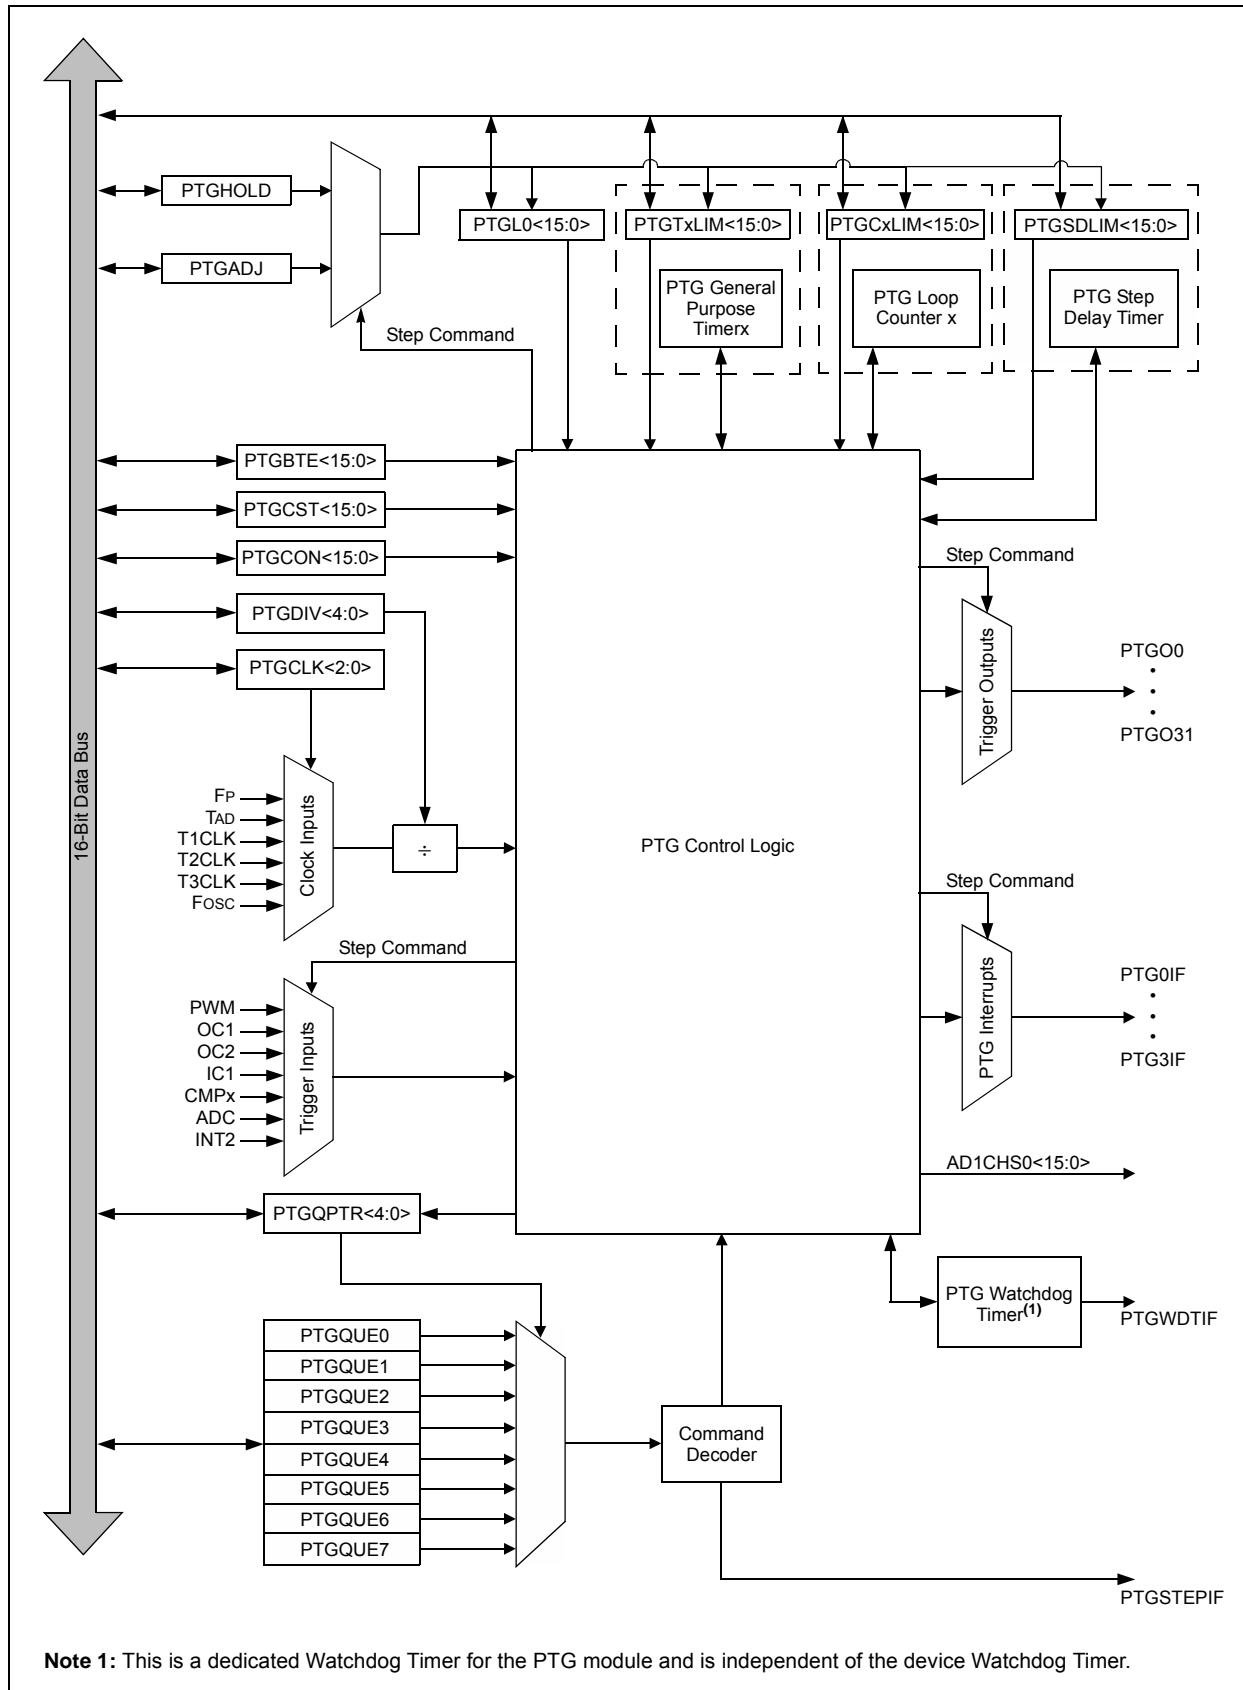 16-Bit Data Bus
PTGHOLD
PTGADJ
Step Command
PTGL0<15:0>
PTGTxLIM<15:0>
PTGCxLIM<15:0>
PTGSDLIM<15:0>
PTG General
Purpose
Timerx
PTG Loop
Counter x
PTG Step
Delay Timer
PTGBTE<15:0>
PTGCST<15:0>
PTGCON<15:0>
PTGDIV<4:0>
PTGCLK<2:0>
FP
TAD
T1CLK
T2CLK
T3CLK
FOSC
Clock Inputs
÷
PTG Control Logic
Step Command
Trigger Outputs
PTGO0
•
•
•
PTGO31
Step Command
PWM
OC1
OC2
IC1
CMPx
ADC
INT2
Trigger Inputs
Step Command
PTG Interrupts
PTG0IF
•
•
•
PTG3IF
AD1CHS0<15:0>
PTGQPTR<4:0>
PTG Watchdog
Timer(1)
PTGWDTIF
PTGQUE0
PTGQUE1
PTGQUE2
PTGQUE3
PTGQUE4
PTGQUE5
PTGQUE6
PTGQUE7
Command
Decoder
PTGSTEPIF
Note 1: This is a dedicated Watchdog Timer for the PTG module and is independent of the device Watchdog Timer.